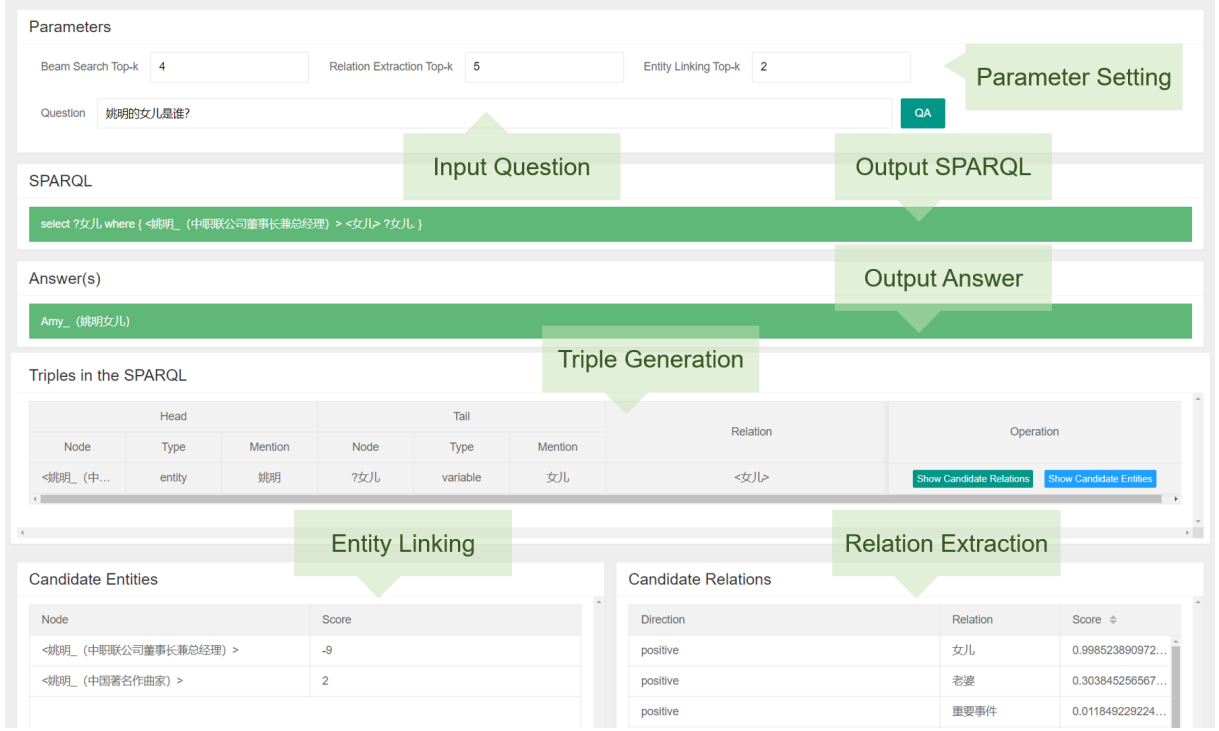 Parameters
Beam Search Top-k 4 Relation Extraction Top-k 5 Entity Linking Top-k 2
Parameter Setting
Question 姚明的女儿是谁? QA
Input Question
Output SPARQL
SPARQL
select ?女儿 where { <姚明_（中职联公司董事长兼总经理）> <女儿> ?女儿. }
Output Answer
Answer(s)
Amy_（姚明女儿)
Triple Generation
Triples in the SPARQL
Head Tail Relation Operation
Node Type Mention Node Type Mention
<姚明_（中... entity 姚明 ?女儿 variable 女儿 <女儿> Show Candidate Relations Show Candidate Entities
Entity Linking
Relation Extraction
Candidate Entities
Node Score
<姚明_（中职联公司董事长兼总经理）> -9
<姚明_（中国著名作曲家）> 2
Candidate Relations
Direction Relation Score
positive 女儿 0.998523890972...
positive 老婆 0.303845256567...
positive 重要事件 0.011849229224...